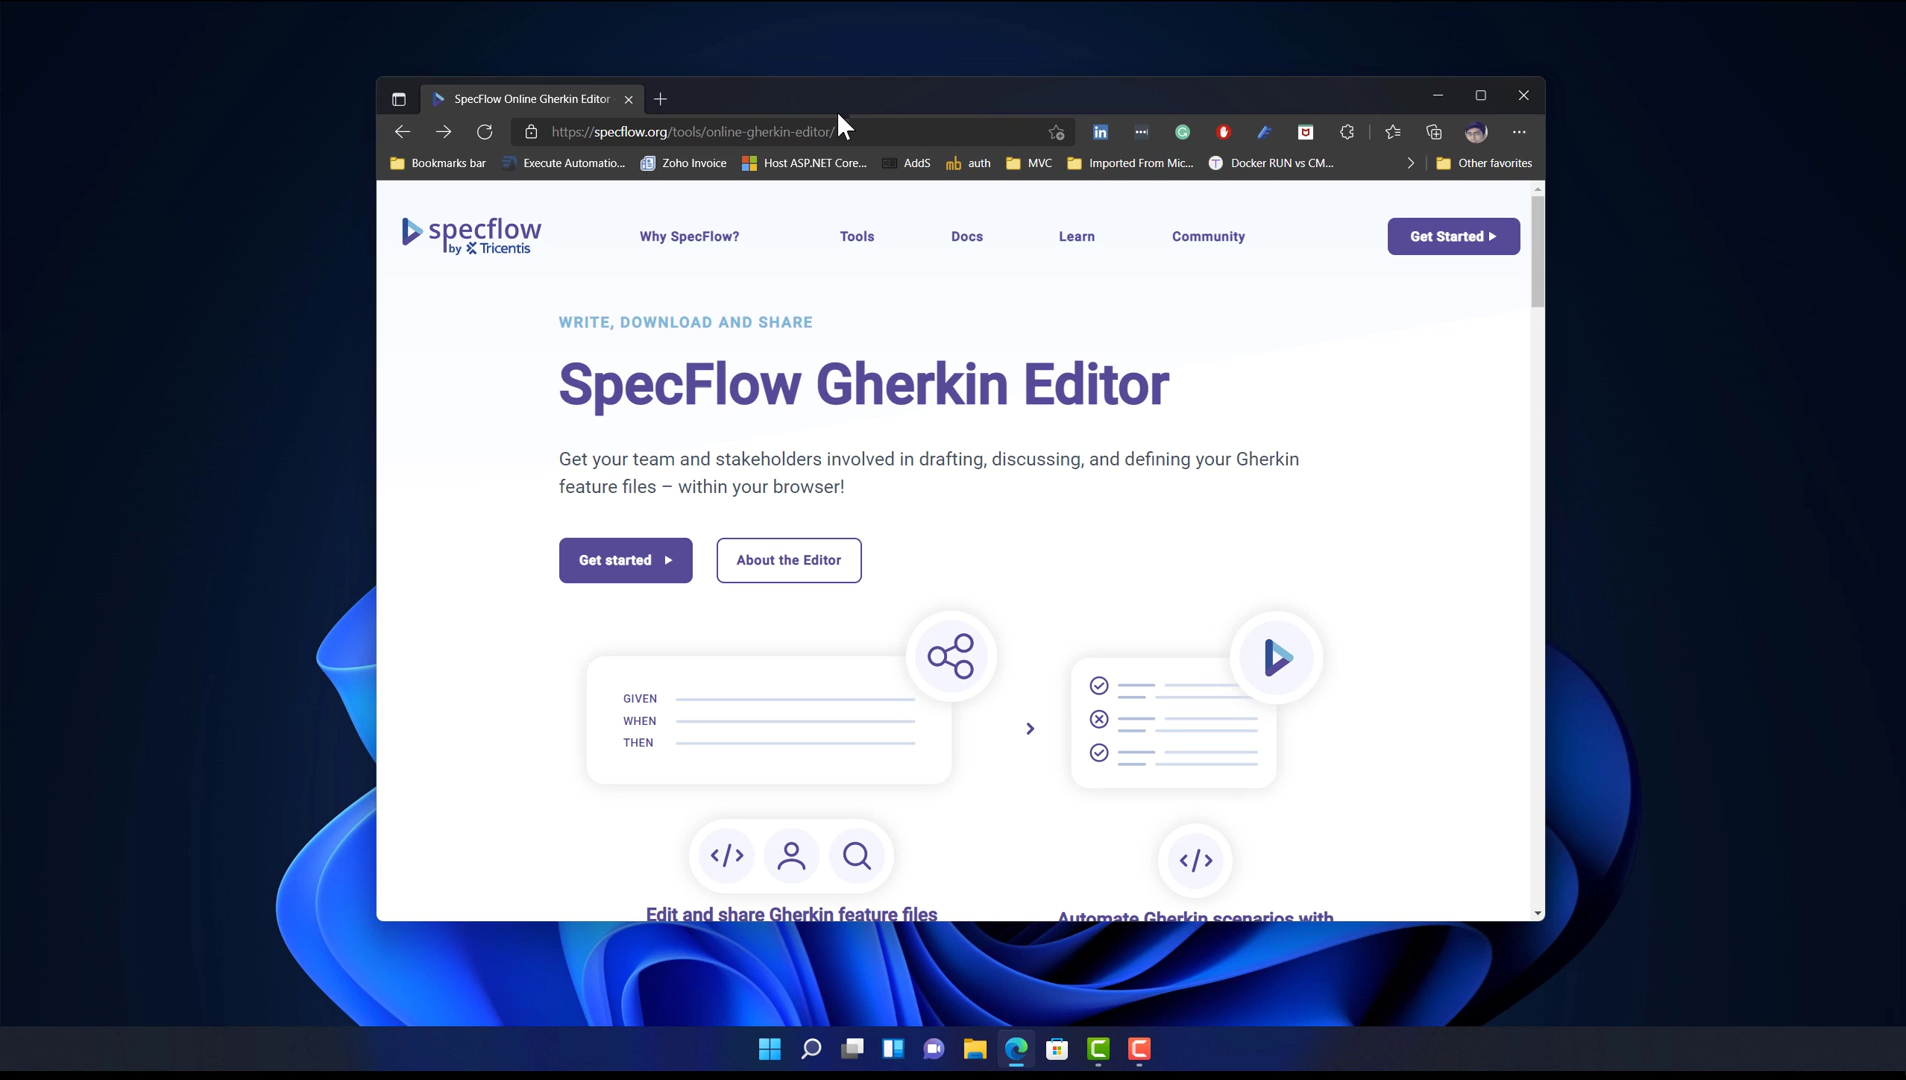 SpecFlow Online Gherkin Editor
https://specflow.org/tools/online-gherkin-editor/
Bookmarks bar
Execute Automatio...
Zoho Invoice
Host ASP.NET Core...
AddS
mb auth
MVC
Imported From Mic...
Docker RUN vs CM...
Other favorites
specflow
by Tricentis
Why SpecFlow?
Tools
Docs
Learn
Community
Get Started
WRITE, DOWNLOAD AND SHARE
SpecFlow Gherkin Editor
Get your team and stakeholders involved in drafting, discussing, and defining your Gherkin
feature files – within your browser!
Get started
About the Editor
GIVEN
WHEN
THEN
Edit and share Gherkin feature files
Automate Gherkin scenarios with